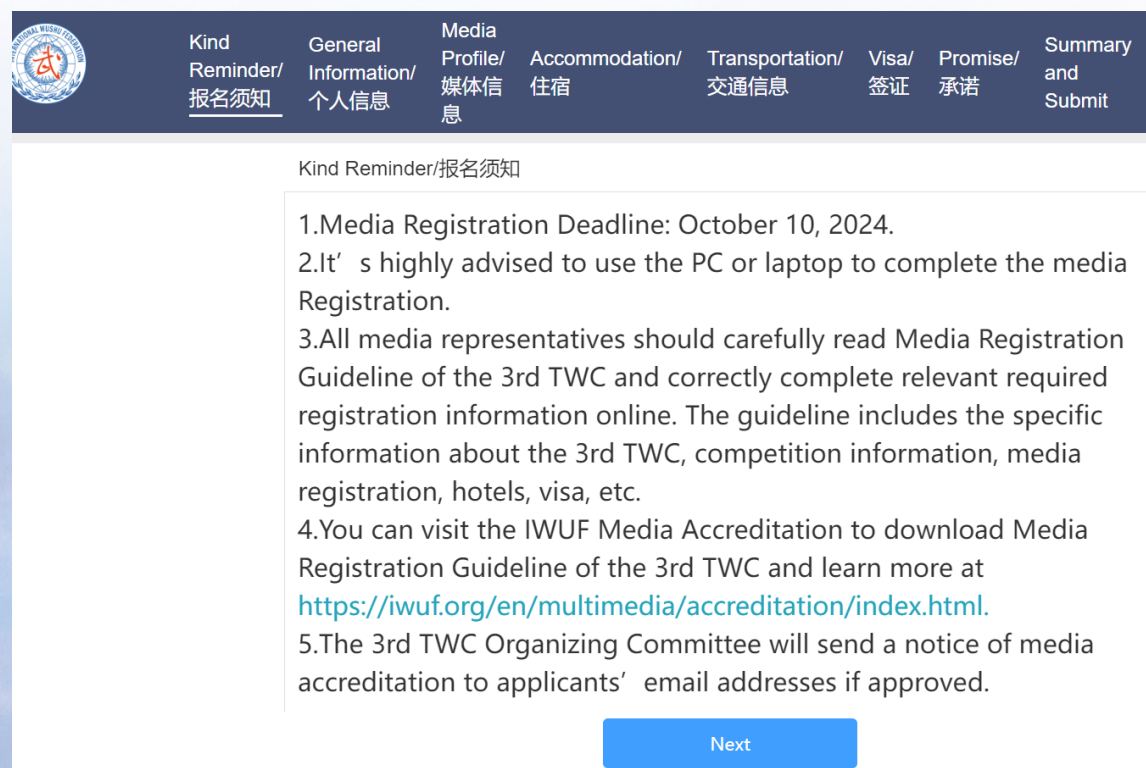 INTERNATIONAL WUSHU FEDERATION
武
Kind
Reminder/
报名须知
General
Information/
个人信息
Media
Profile/
媒体信
息
Accommodation/
住宿
Transportation/
交通信息
Visa/
签证
Promise/
承诺
Summary
and
Submit
Kind Reminder/报名须知
1.Media Registration Deadline: October 10, 2024.
2.It’s highly advised to use the PC or laptop to complete the media
Registration.
3.All media representatives should carefully read Media Registration
Guideline of the 3rd TWC and correctly complete relevant required
registration information online. The guideline includes the specific
information about the 3rd TWC, competition information, media
registration, hotels, visa, etc.
4.You can visit the IWUF Media Accreditation to download Media
Registration Guideline of the 3rd TWC and learn more at
https://iwuf.org/en/multimedia/accreditation/index.html.
5.The 3rd TWC Organizing Committee will send a notice of media
accreditation to applicants’ email addresses if approved.
Next